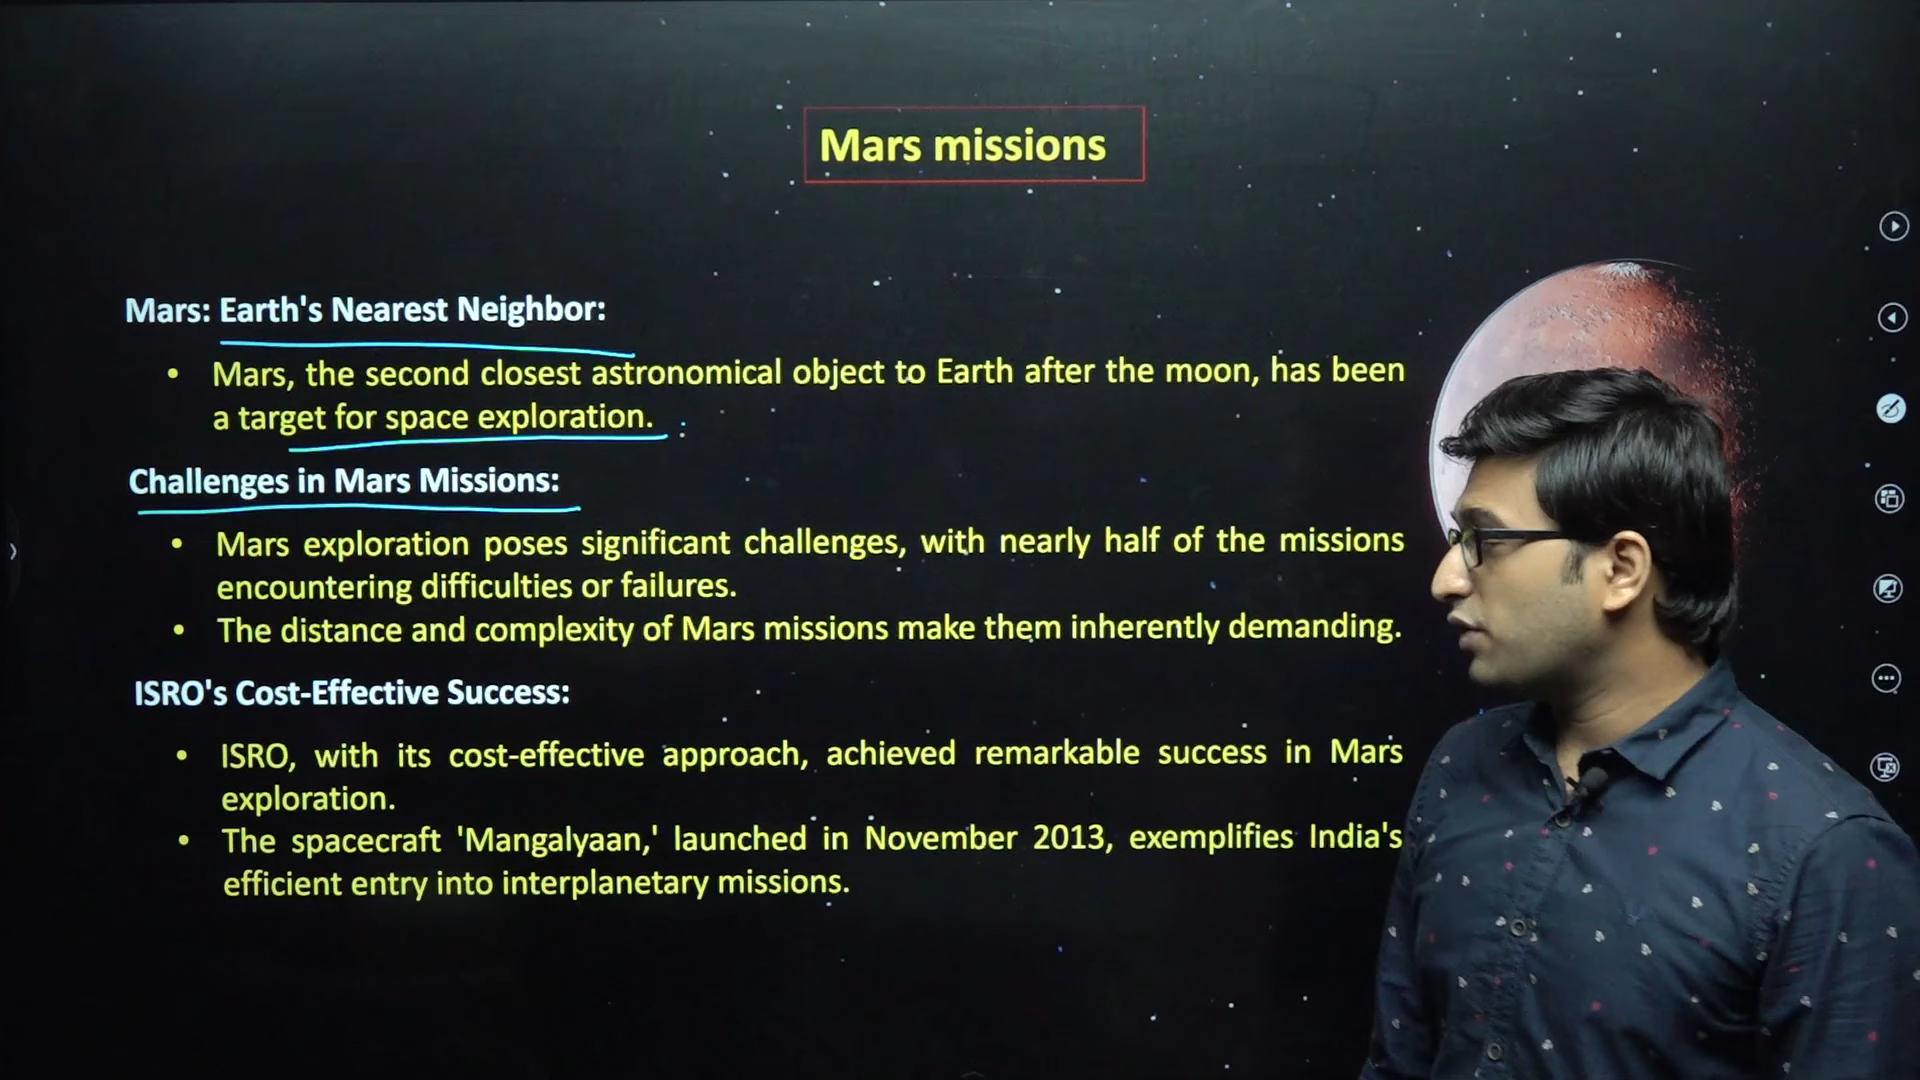 Mars missions
Mars: Earth's Nearest Neighbor:
• Mars, the second closest astronomical object to Earth after the moon, has been
a target for space exploration.
Challenges in Mars Missions:
• Mars exploration poses significant challenges, with nearly half of the missions
encountering difficulties or failures.
• The distance and complexity of Mars missions make them inherently demanding.
ISRO's Cost-Effective Success:
• ISRO, with its cost-effective approach, achieved remarkable success in Mars
exploration.
• The spacecraft 'Mangalyaan,' launched in November 2013, exemplifies India's
efficient entry into interplanetary missions.